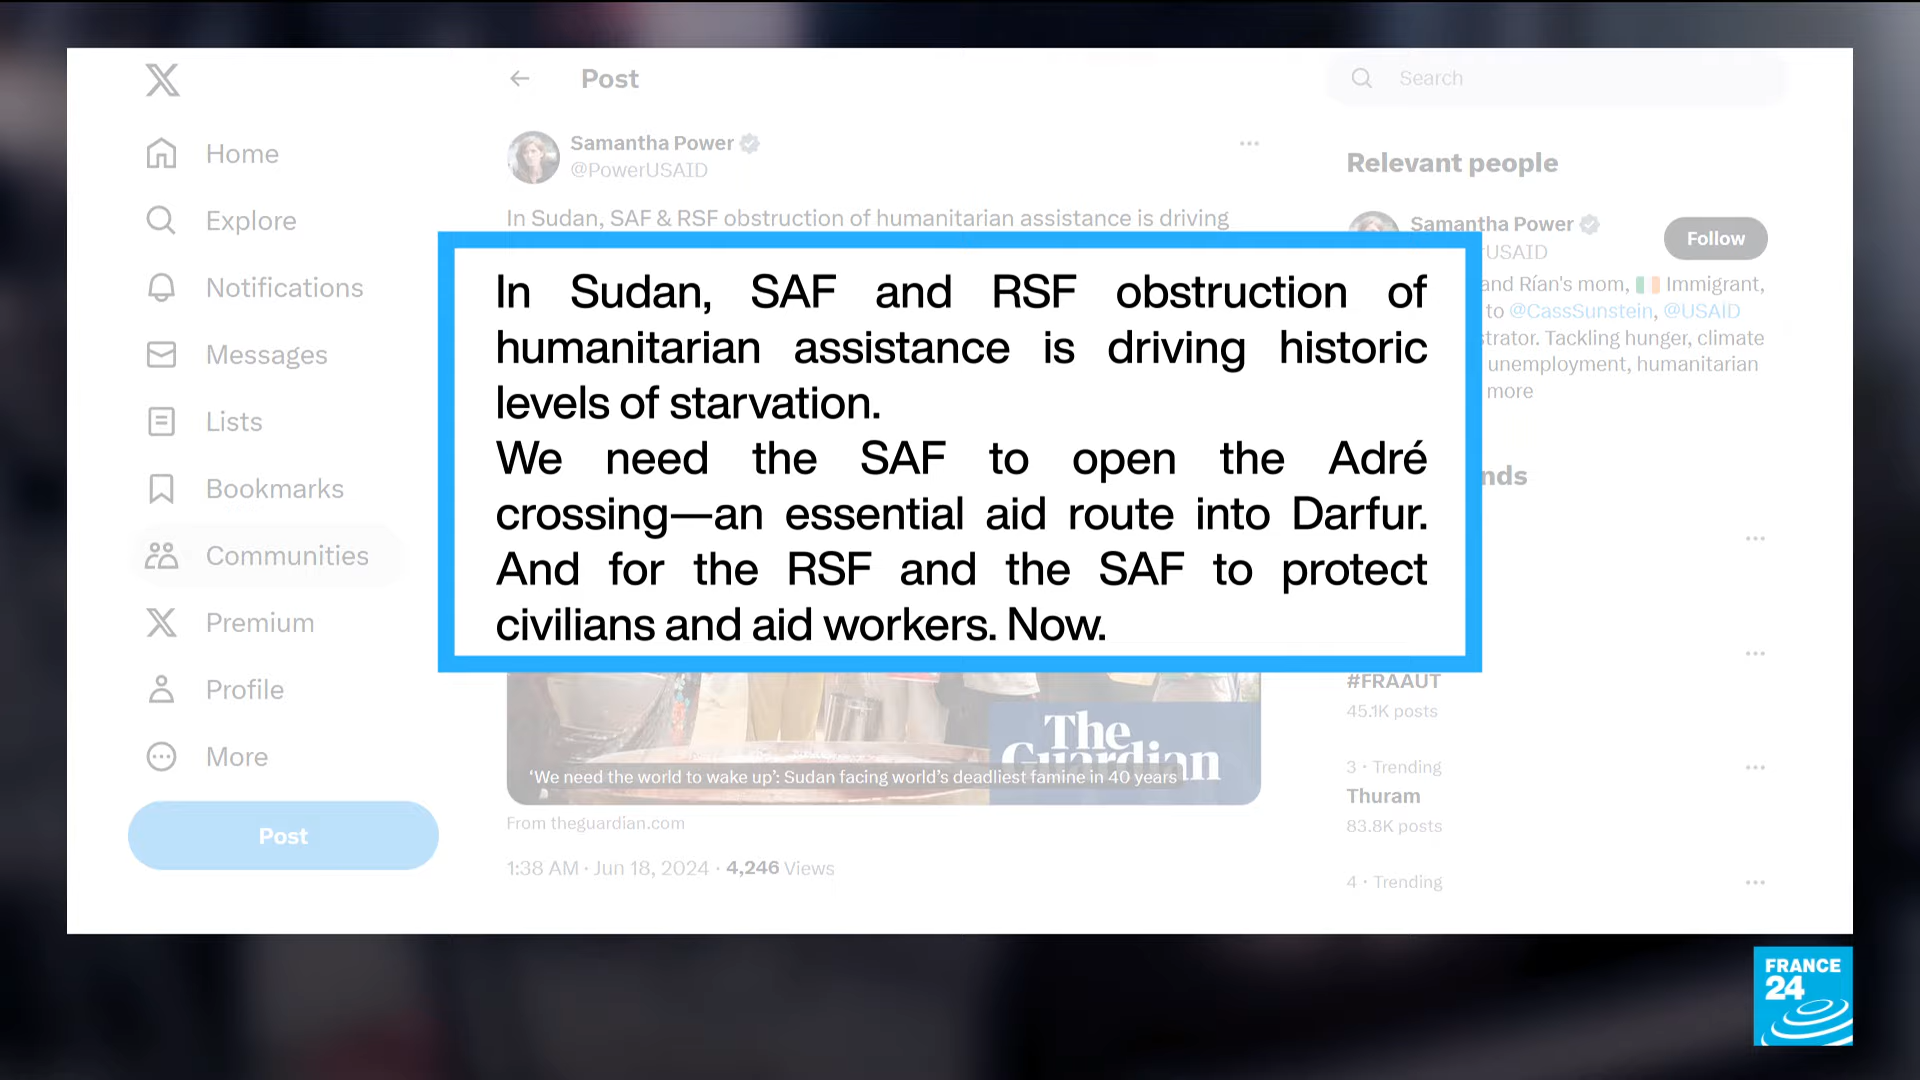 Post
Search
Home
Explore
Notifications
Messages
Lists
Bookmarks
Communities
Premium
Profile
More
Post
Samantha Power
@PowerUSAID
In Sudan, SAF & RSF obstruction of humanitarian assistance is driving
In Sudan, SAF and RSF obstruction of
humanitarian assistance is driving historic
levels of starvation.
We need the SAF to open the Adré
crossing—an essential aid route into Darfur.
And for the RSF and the SAF to protect
civilians and aid workers. Now.
The
Guardian
‘We need the world to wake up’: Sudan facing world’s deadliest famine in 40 years
From theguardian.com
1:38 AM · Jun 18, 2024 · 4,246 Views
Relevant people
Samantha Power
Follow
USAID
and Rían's mom, Immigrant,
to @CassSunstein, @USAID
Tackling hunger, climate
unemployment, humanitarian
more
#FRAAUT
45.1K posts
3 · Trending
Thuram
83.8K posts
4 · Trending
FRANCE
24